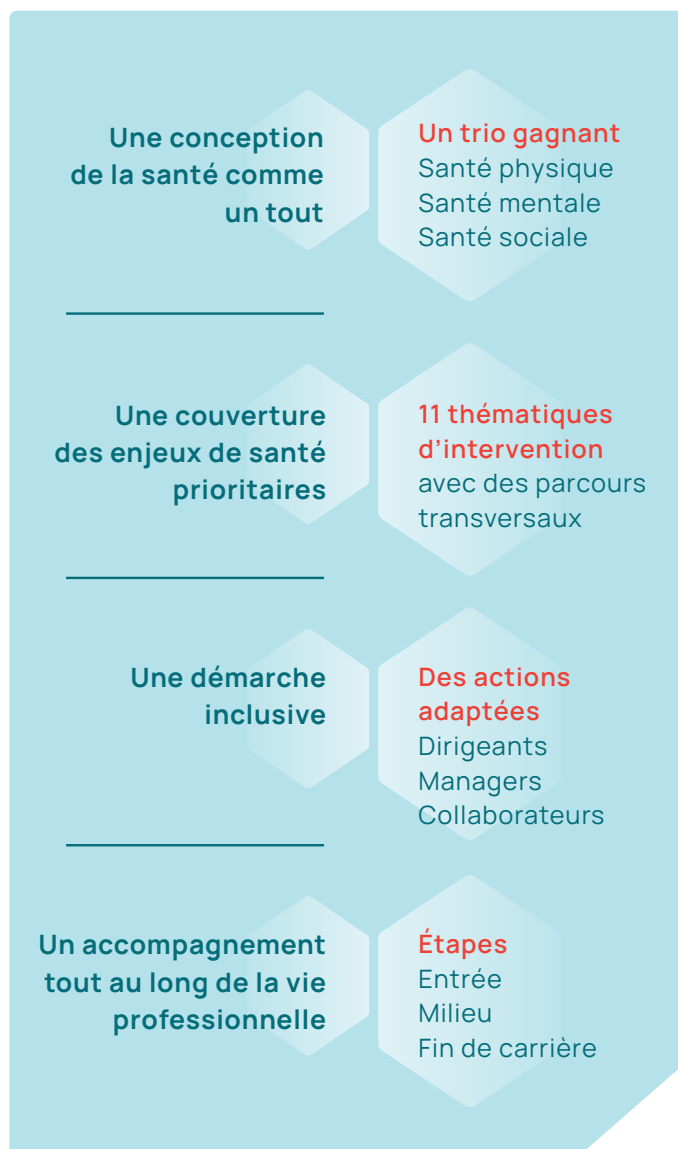 Une conception
de la santé comme
un tout
Un trio gagnant
Santé physique
Santé mentale
Santé sociale
Une couverture
des enjeux de santé
prioritaires
11 thématiques
d’intervention
avec des parcours
transversaux
Une démarche
inclusive
Des actions
adaptées
Dirigeants
Managers
Collaborateurs
Un accompagnement
tout au long de la vie
professionnelle
Étapes
Entrée
Milieu
Fin de carrière